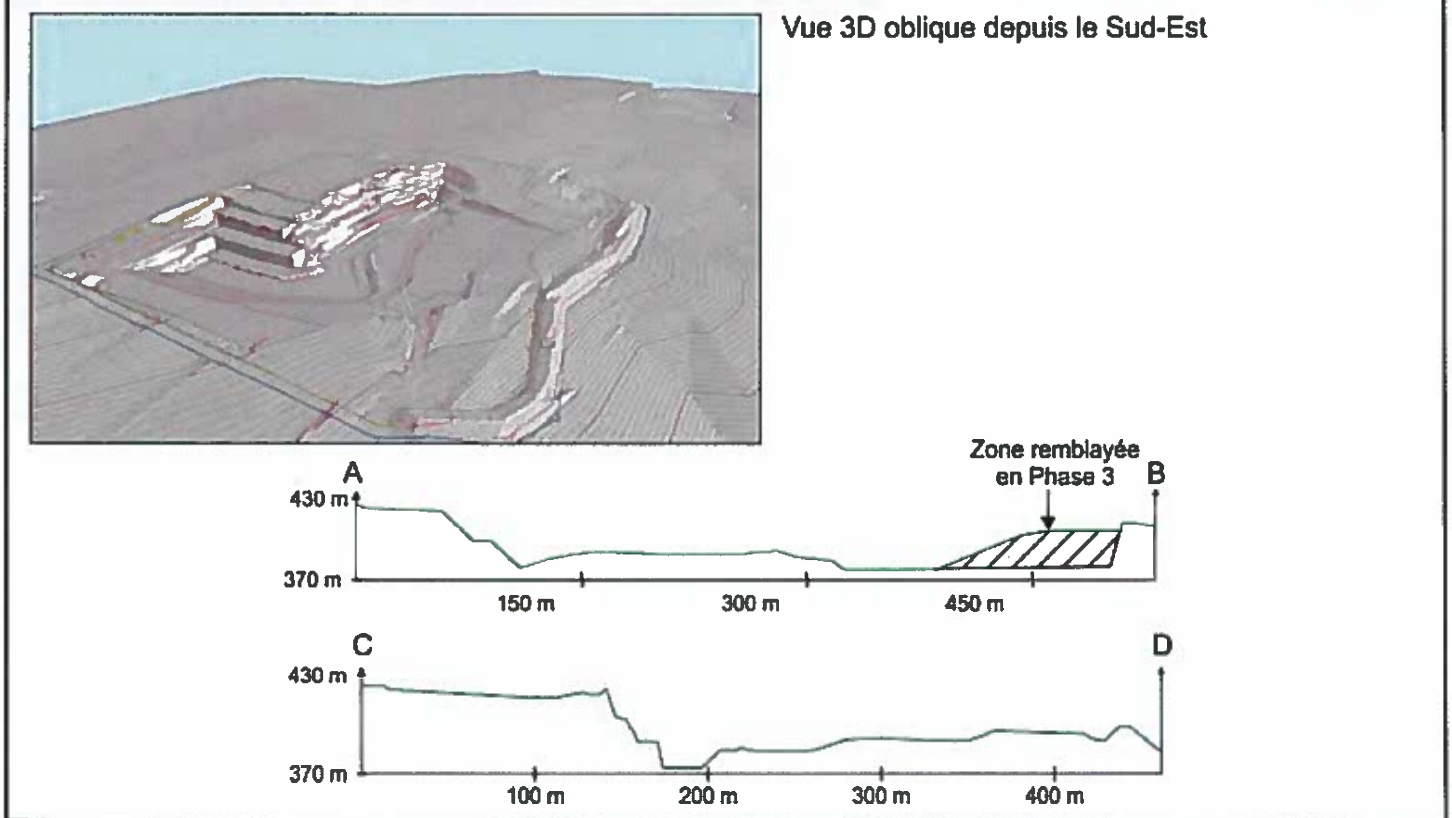 Vue 3D oblique depuis le Sud-Est
Zone remblayée
en Phase 3
A
B
430 m
370 m
150 m
300 m
450 m
C
D
430 m
370 m
100 m
200 m
300 m
400 m